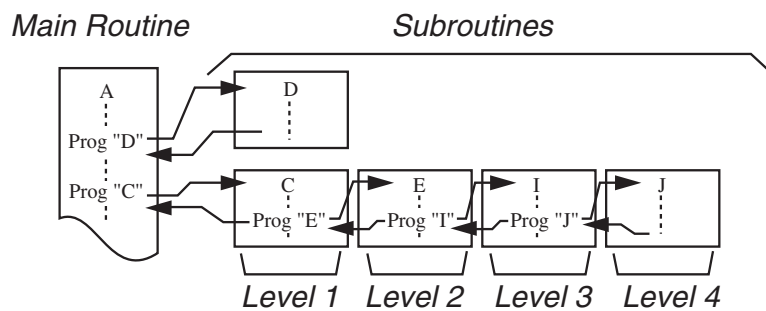 Main Routine
Subroutines
A
D
Prog "D"
Prog "C"
C
E
I
J
Prog "E"
Prog "I"
Prog "J"
Level 1
Level 2
Level 3
Level 4